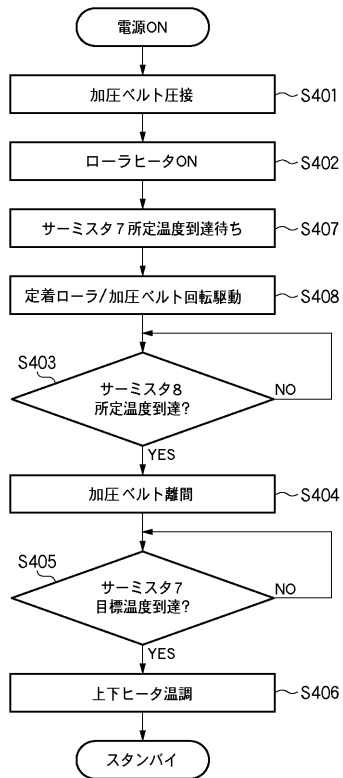 電源ON
加圧ベルト圧接
S401
ローラヒータON
S402
サーミスタ7所定温度到達待ち
S407
定着ローラ/加圧ベルト回転駆動
S408
S403
サーミスタ8
所定温度到達?
NO
YES
加圧ベルト離間
S404
S405
サーミスタ7
目標温度到達?
NO
YES
上下ヒータ温調
S406
スタンバイ